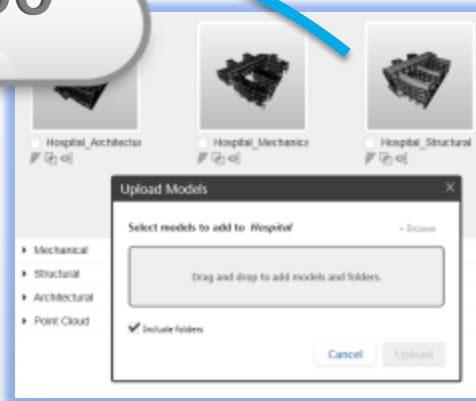 Hospital_Architectur
Hospital_Mechanica
Hospital_Structural
Upload Models
Select models to add to Hospital
+ Browse
Drag and drop to add models and folders.
Include folders
Cancel
Upload
Mechanical
Structural
Architectural
Point Cloud